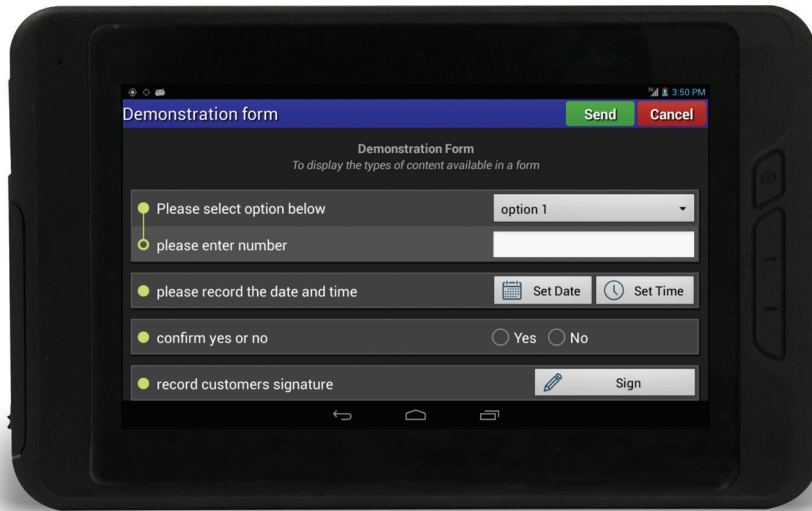 3G 3:50 PM
Demonstration form Send Cancel
Demonstration Form
To display the types of content available in a form
Please select option below option 1
please enter number
please record the date and time Set Date Set Time
confirm yes or no Yes No
record customers signature Sign